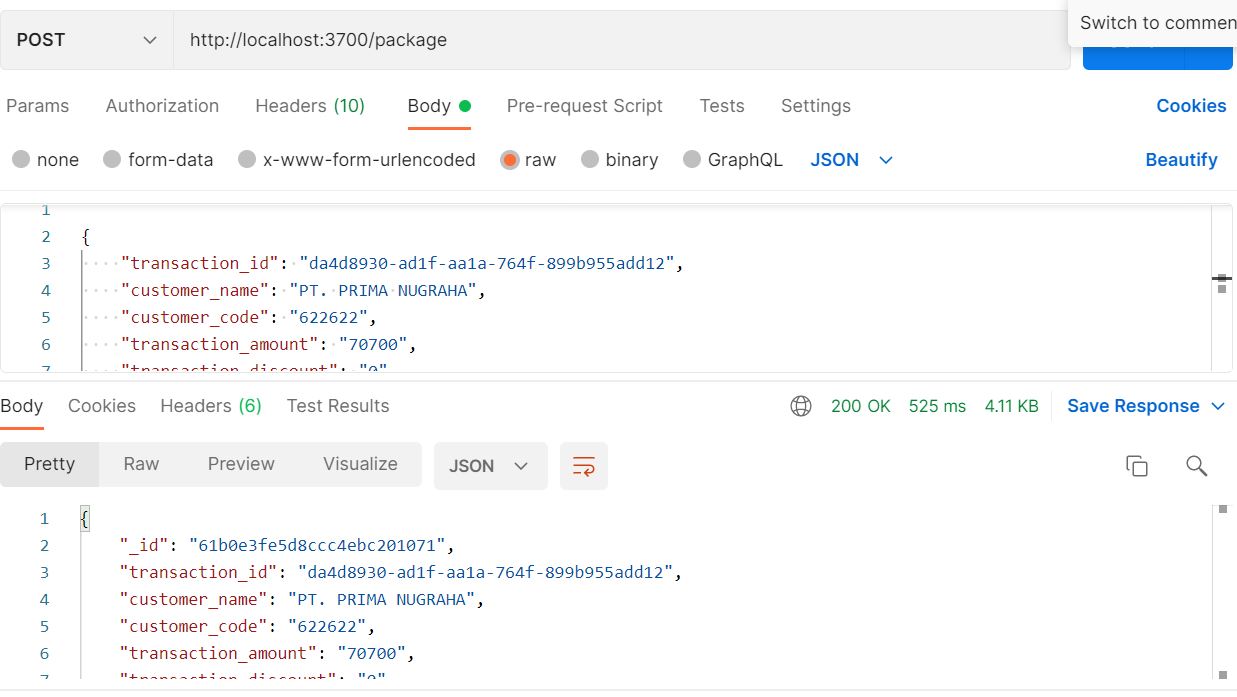 POST http://localhost:3700/package Switch to commen
Params Authorization Headers (10) Body Pre-request Script Tests Settings Cookies
none form-data x-www-form-urlencoded raw binary GraphQL JSON Beautify
1
2 {
3 "transaction_id": "da4d8930-ad1f-aa1a-764f-899b955add12",
4 "customer_name": "PT. PRIMA NUGRAHA",
5 "customer_code": "622622",
6 "transaction_amount": "70700",
7 "transaction_discount": "0"
Body Cookies Headers (6) Test Results 200 OK 525 ms 4.11 KB Save Response
Pretty Raw Preview Visualize JSON
1 {
2 "_id": "61b0e3fe5d8ccc4ebc201071",
3 "transaction_id": "da4d8930-ad1f-aa1a-764f-899b955add12",
4 "customer_name": "PT. PRIMA NUGRAHA",
5 "customer_code": "622622",
6 "transaction_amount": "70700",
7 "transaction_discount": "0"